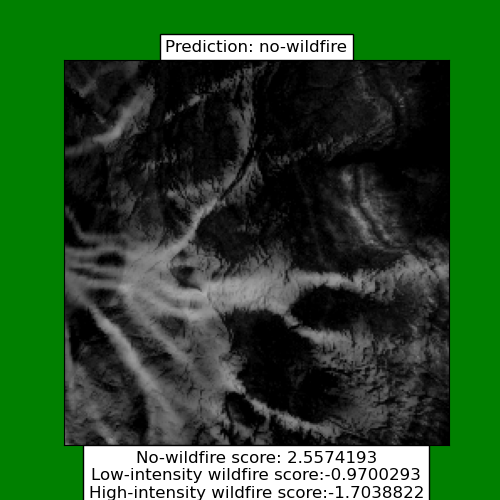 Prediction: no-wildfire
No-wildfire score: 2.5574193
Low-intensity wildfire score:-0.9700293
High-intensity wildfire score:-1.7038822